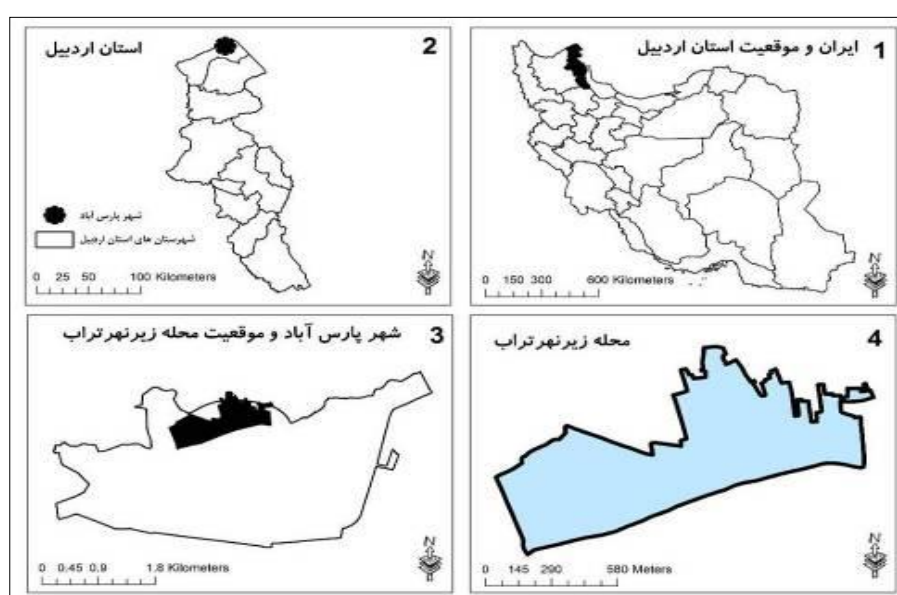 ایران و موقعیت استان اردبیل 1
N
0 150 300 600 Kilometers
استان اردبیل 2
شهر پارس آباد
شهرستان های استان اردبیل
N
0 25 50 100 Kilometers
شهر پارس آباد و موقعیت محله زیرنهرتراب 3
N
0 0.45 0.9 1.8 Kilometers
محله زیرنهرتراب 4
N
0 145 290 580 Meters